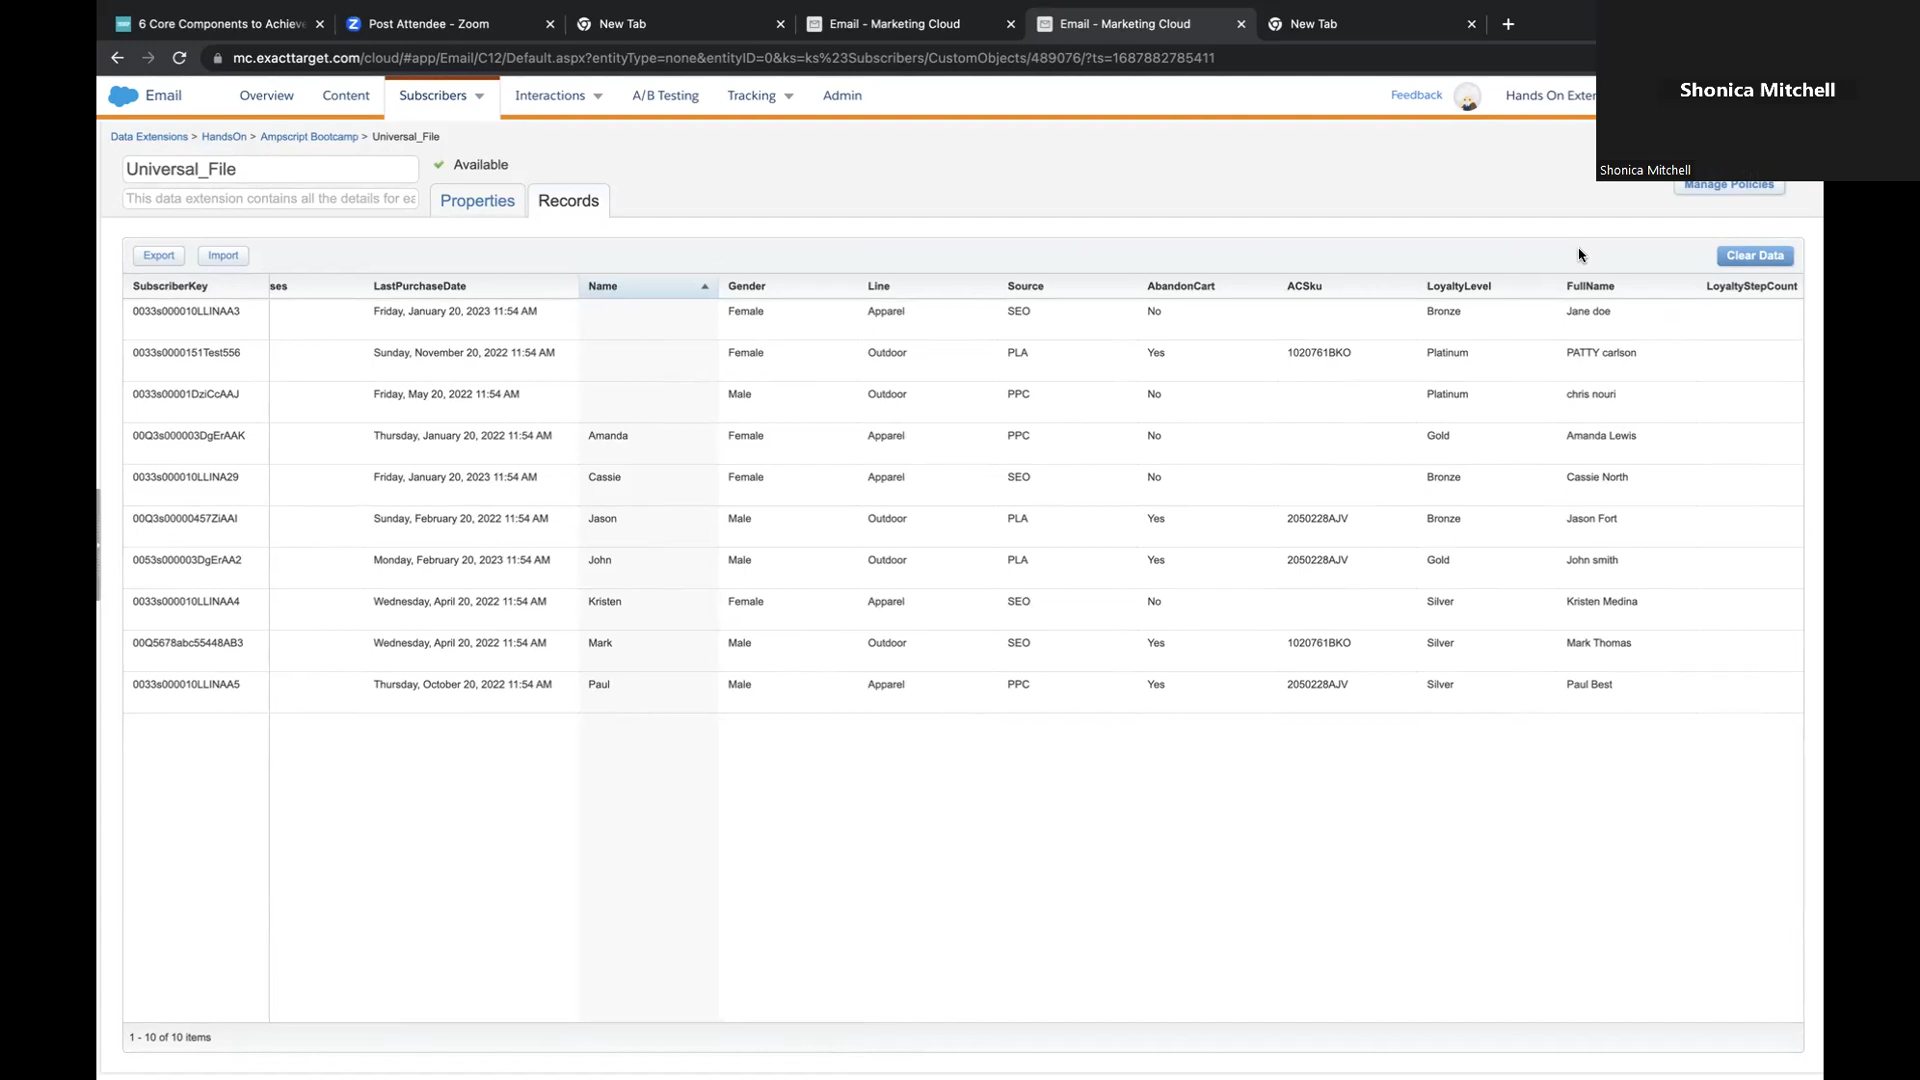 6 Core Components to Achieve
Post Attendee - Zoom
New Tab
Email - Marketing Cloud
Email - Marketing Cloud
New Tab
mc.exacttarget.com/cloud/#app/Email/C12/Default.aspx?entityType=none&entityID=0&ks=ks%23Subscribers/CustomObjects/489076/?ts=1687882785411
Shonica Mitchell
Shonica Mitchell
Email Overview Content Subscribers Interactions A/B Testing Tracking Admin Feedback Hands On Exter
Data Extensions > HandsOn > Ampscript Bootcamp > Universal_File
Universal_File Available
This data extension contains all the details for ea
Properties Records
Manage Policies
Export Import Clear Data
SubscriberKey ses LastPurchaseDate Name Gender Line Source AbandonCart ACSku LoyaltyLevel FullName LoyaltyStepCount
0033s000010LLINAA3 Friday, January 20, 2023 11:54 AM Female Apparel SEO No Bronze Jane doe
0033s0000151Test556 Sunday, November 20, 2022 11:54 AM Female Outdoor PLA Yes 1020761BKO Platinum PATTY carlson
0033s00001DziCcAAJ Friday, May 20, 2022 11:54 AM Male Outdoor PPC No Platinum chris nouri
00Q3s000003DgErAAK Thursday, January 20, 2022 11:54 AM Amanda Female Apparel PPC No Gold Amanda Lewis
0033s000010LLINA29 Friday, January 20, 2023 11:54 AM Cassie Female Apparel SEO No Bronze Cassie North
00Q3s00000457ZiAAI Sunday, February 20, 2022 11:54 AM Jason Male Outdoor PLA Yes 2050228AJV Bronze Jason Fort
0053s000003DgErAA2 Monday, February 20, 2023 11:54 AM John Male Outdoor PLA Yes 2050228AJV Gold John smith
0033s000010LLINAA4 Wednesday, April 20, 2022 11:54 AM Kristen Female Apparel SEO No Silver Kristen Medina
00Q5678abc55448AB3 Wednesday, April 20, 2022 11:54 AM Mark Male Outdoor SEO Yes 1020761BKO Silver Mark Thomas
0033s000010LLINAA5 Thursday, October 20, 2022 11:54 AM Paul Male Apparel PPC Yes 2050228AJV Silver Paul Best
1 - 10 of 10 items